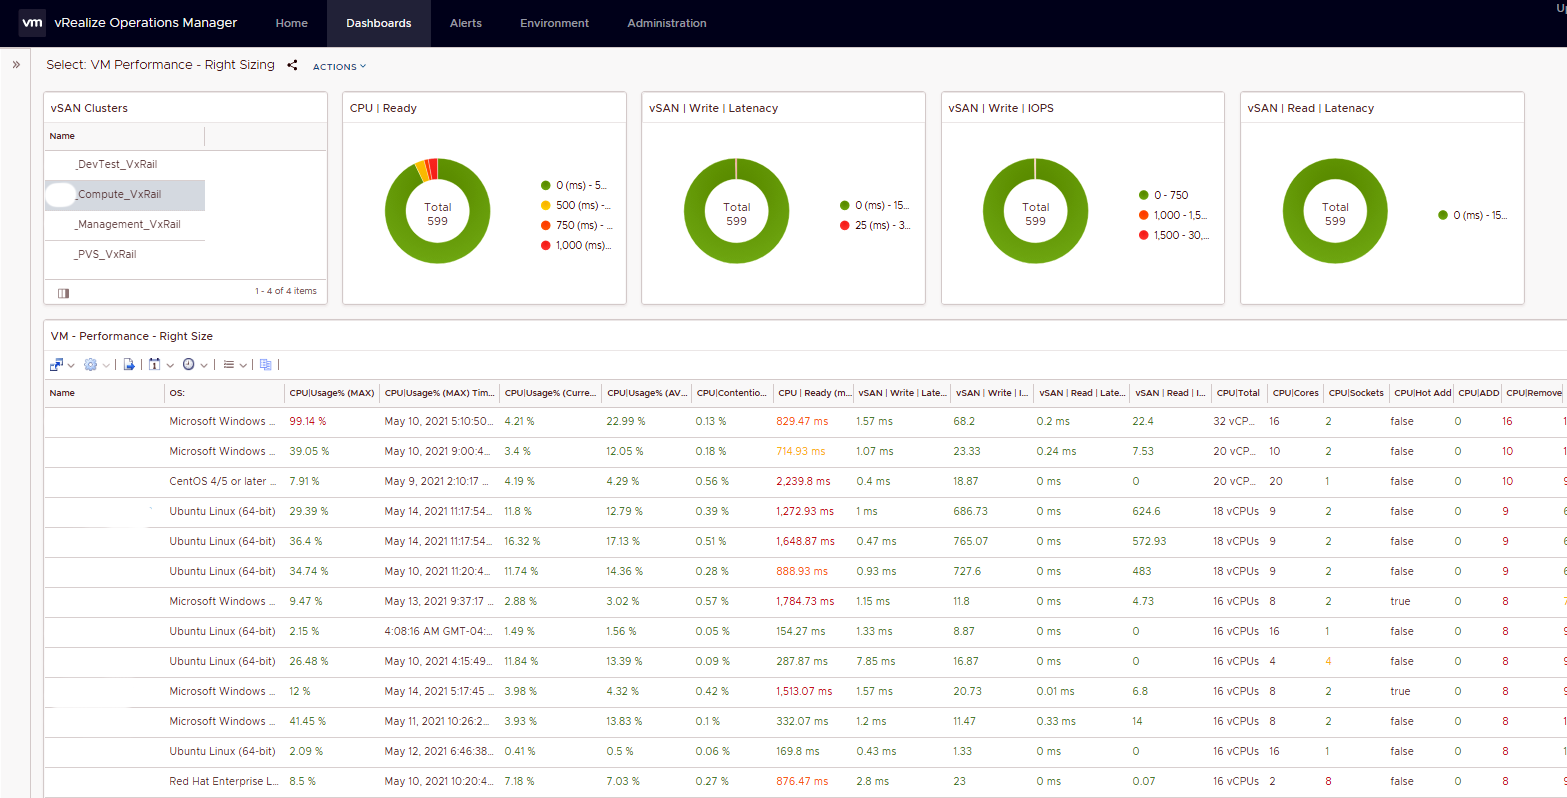 vm vRealize Operations Manager Home Dashboards Alerts Environment Administration
» Select: VM Performance - Right Sizing ACTIONS
vSAN Clusters
Name
_DevTest_VxRail
_Compute_VxRail
_Management_VxRail
_PVS_VxRail
1 - 4 of 4 items
CPU | Ready
Total
599
0 (ms) - 5...
500 (ms) -...
750 (ms) - ...
1,000 (ms)...
vSAN | Write | Latenacy
Total
599
0 (ms) - 15...
25 (ms) - 3...
vSAN | Write | IOPS
Total
599
0 - 750
1,000 - 1,5...
1,500 - 30,...
vSAN | Read | Latenacy
Total
599
0 (ms) - 15...
VM - Performance - Right Size
Name OS: CPU|Usage% (MAX) CPU|Usage% (MAX) Tim... CPU|Usage% (Curre... CPU|Usage% (AV... CPU|Contentio... CPU | Ready (m... vSAN | Write | Late... vSAN | Write | I... vSAN | Read | Late... vSAN | Read | I... CPU|Total CPU|Cores CPU|Sockets CPU|Hot Add CPU|ADD CPU|Remove
Microsoft Windows ... 99.14 % May 10, 2021 5:10:50... 4.21 % 22.99 % 0.13 % 829.47 ms 1.57 ms 68.2 0.2 ms 22.4 32 vCP... 16 2 false 0 16
Microsoft Windows ... 39.05 % May 10, 2021 9:00:4... 3.4 % 12.05 % 0.18 % 714.93 ms 1.07 ms 23.33 0.24 ms 7.53 20 vCP... 10 2 false 0 10
CentOS 4/5 or later ... 7.91 % May 9, 2021 2:10:17 ... 4.19 % 4.29 % 0.56 % 2,239.8 ms 0.4 ms 18.87 0 ms 0 20 vCP... 20 1 false 0 10
Ubuntu Linux (64-bit) 29.39 % May 14, 2021 11:17:54... 11.8 % 12.79 % 0.39 % 1,272.93 ms 1 ms 686.73 0 ms 624.6 18 vCPUs 9 2 false 0 9
Ubuntu Linux (64-bit) 36.4 % May 14, 2021 11:17:54... 16.32 % 17.13 % 0.51 % 1,648.87 ms 0.47 ms 765.07 0 ms 572.93 18 vCPUs 9 2 false 0 9
Ubuntu Linux (64-bit) 34.74 % May 10, 2021 11:20:4... 11.74 % 14.36 % 0.28 % 888.93 ms 0.93 ms 727.6 0 ms 483 18 vCPUs 9 2 false 0 9
Microsoft Windows ... 9.47 % May 13, 2021 9:37:17 ... 2.88 % 3.02 % 0.57 % 1,784.73 ms 1.15 ms 11.8 0 ms 4.73 16 vCPUs 8 2 true 0 8
Ubuntu Linux (64-bit) 2.15 % 4:08:16 AM GMT-04:... 1.49 % 1.56 % 0.05 % 154.27 ms 1.33 ms 8.87 0 ms 0 16 vCPUs 16 1 false 0 8
Ubuntu Linux (64-bit) 26.48 % May 10, 2021 4:15:49... 11.84 % 13.39 % 0.09 % 287.87 ms 7.85 ms 16.87 0 ms 0 16 vCPUs 4 4 false 0 8
Microsoft Windows ... 12 % May 14, 2021 5:17:45 ... 3.98 % 4.32 % 0.42 % 1,513.07 ms 1.57 ms 20.73 0.01 ms 6.8 16 vCPUs 8 2 true 0 8
Microsoft Windows ... 41.45 % May 11, 2021 10:26:2... 3.93 % 13.83 % 0.1 % 332.07 ms 1.2 ms 11.47 0.33 ms 14 16 vCPUs 8 2 false 0 8
Ubuntu Linux (64-bit) 2.09 % May 12, 2021 6:46:38... 0.41 % 0.5 % 0.06 % 169.8 ms 0.43 ms 1.33 0 ms 0 16 vCPUs 16 1 false 0 8
Red Hat Enterprise L... 8.5 % May 10, 2021 10:20:4... 7.18 % 7.03 % 0.27 % 876.47 ms 2.8 ms 23 0 ms 0.07 16 vCPUs 2 8 false 0 8